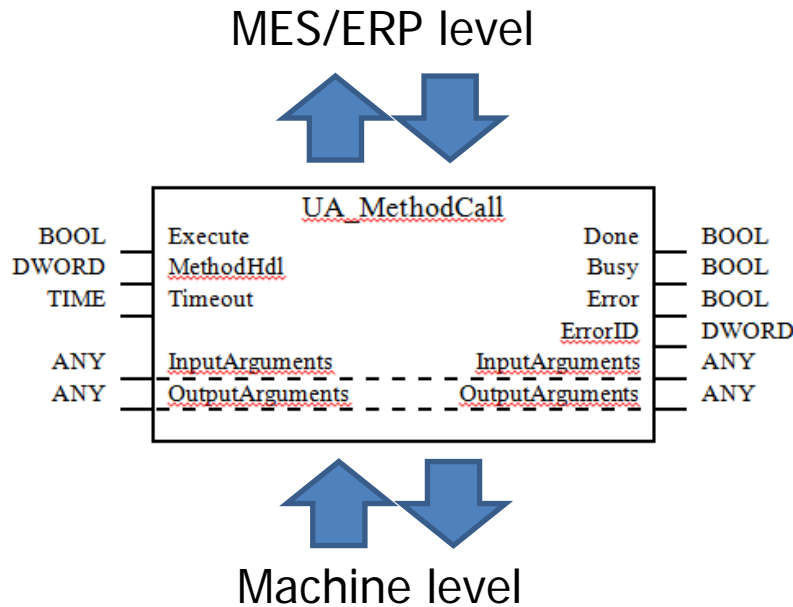 MES/ERP level
UA_MethodCall
BOOL Execute Done BOOL
DWORD MethodHdl Busy BOOL
TIME Timeout Error BOOL
ErrorID DWORD
ANY InputArguments InputArguments ANY
ANY OutputArguments OutputArguments ANY
Machine level